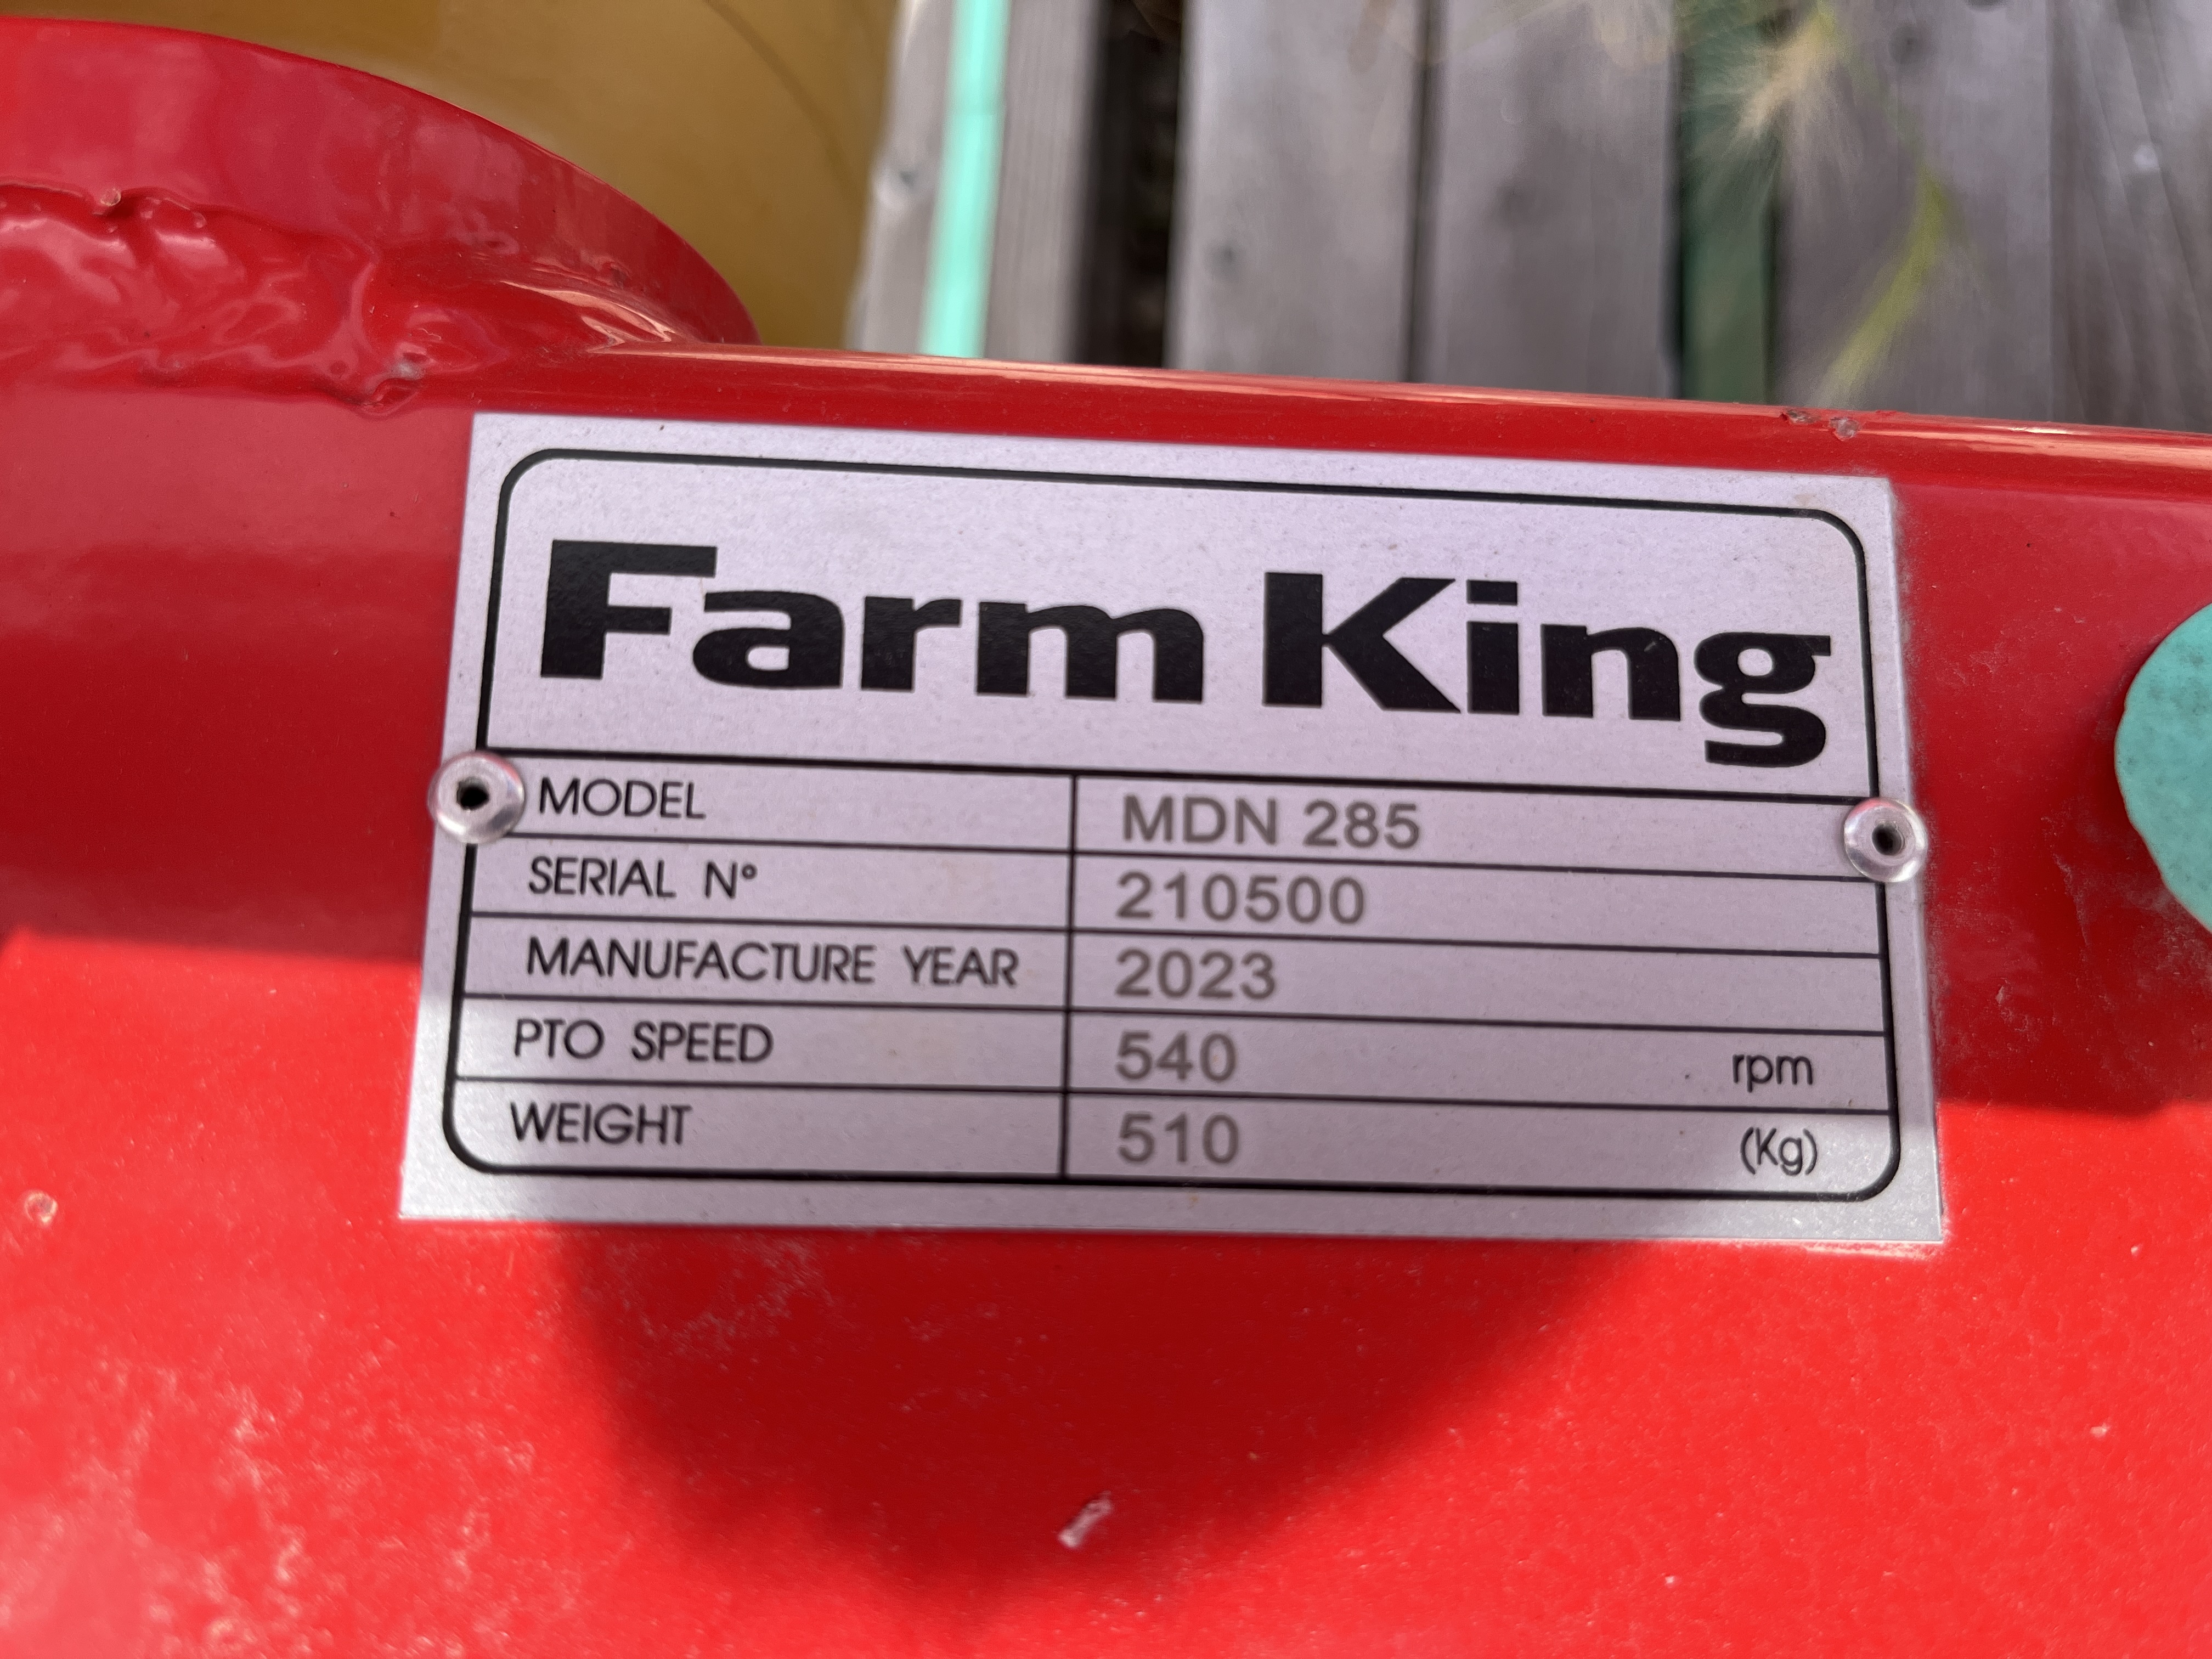 Farm King
MODEL MDN 285
SERIAL N° 210500
MANUFACTURE YEAR 2023
PTO SPEED 540 rpm
WEIGHT 510 (Kg)